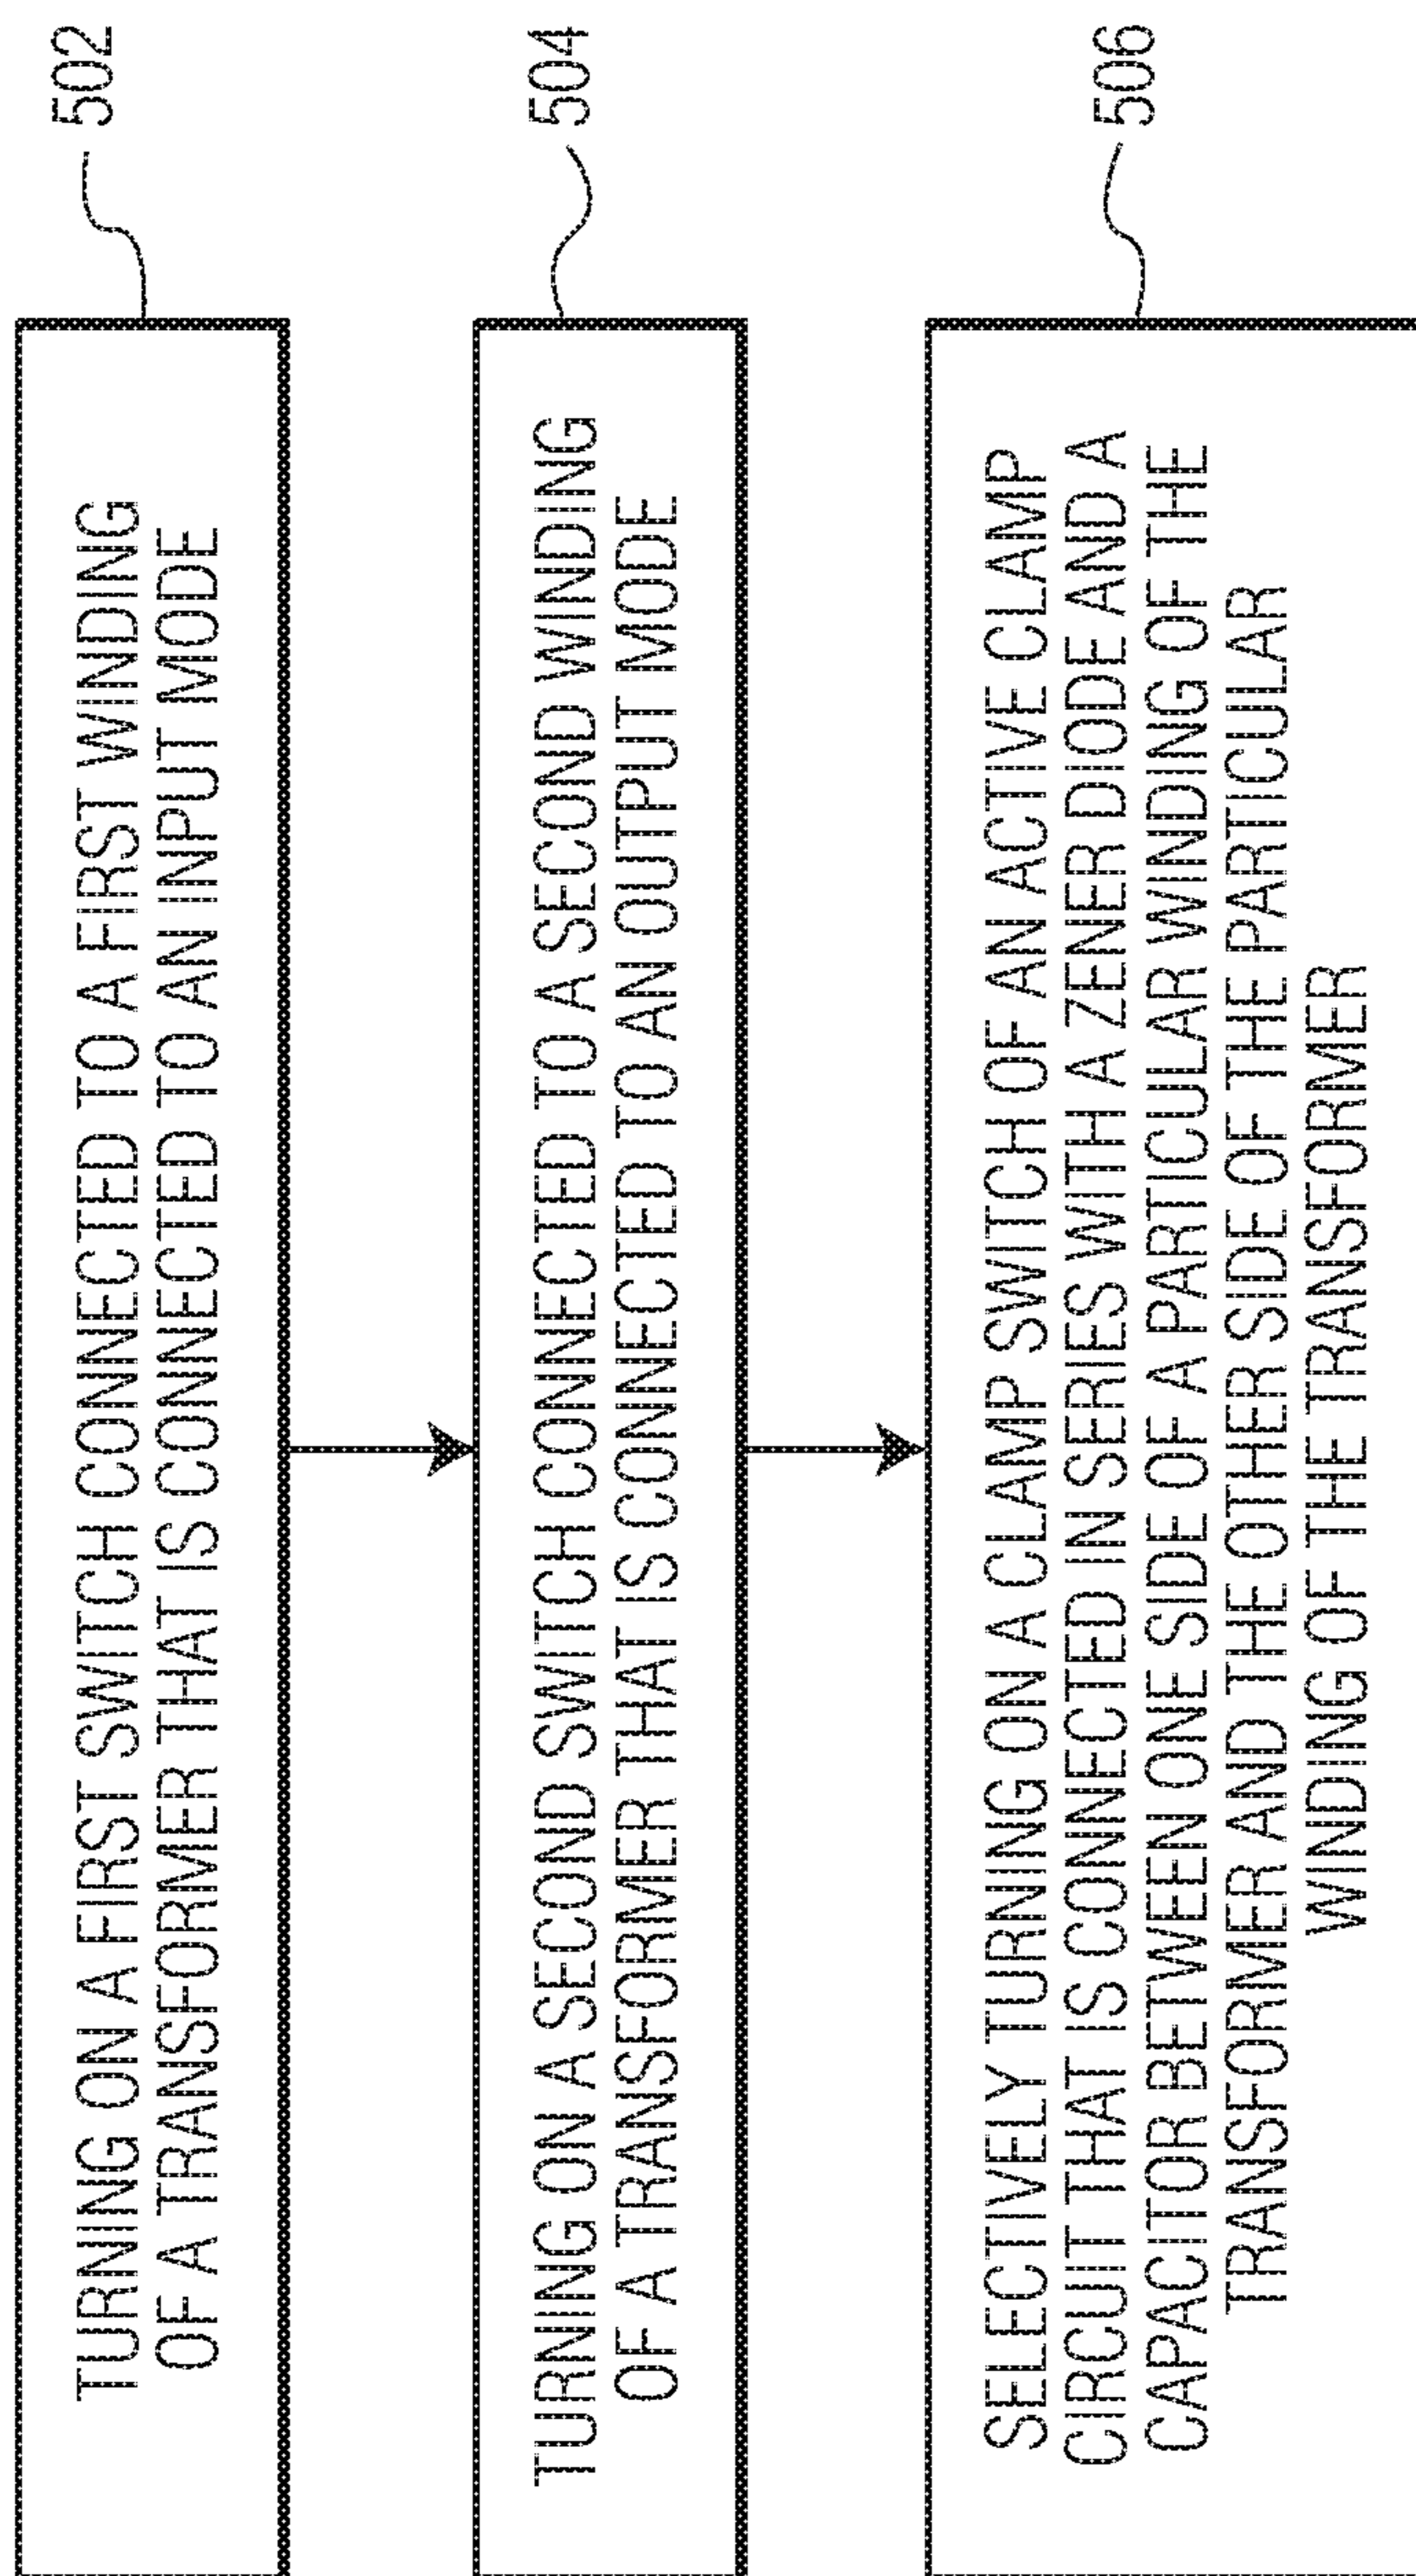 TURNING ON A FIRST SWITCH CONNECTED TO A FIRST WINDING
OF A TRANSFORMER THAT IS CONNECTED TO AN INPUT MODE
502
TURNING ON A SECOND SWITCH CONNECTED TO A SECOND WINDING
OF A TRANSFORMER THAT IS CONNECTED TO AN OUTPUT MODE
504
SELECTIVELY TURNING ON A CLAMP SWITCH OF AN ACTIVE CLAMP
CIRCUIT THAT IS CONNECTED IN SERIES WITH A ZENER DIODE AND A
CAPACITOR BETWEEN ONE SIDE OF A PARTICULAR WINDING OF THE
TRANSFORMER AND THE OTHER SIDE OF THE PARTICULAR
WINDING OF THE TRANSFORMER
506